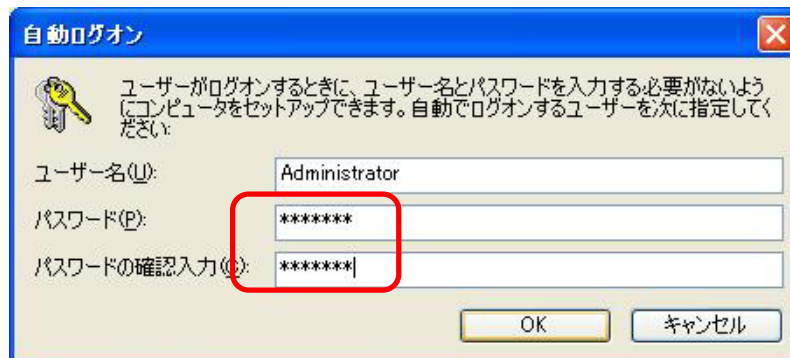 自動ログオン
ユーザーがログオンするときに、ユーザー名とパスワードを入力する必要がないよう
にコンピュータをセットアップできます。自動でログオンするユーザーを次に指定してく
ださい:
ユーザー名(U): Administrator
パスワード(P): *******
パスワードの確認入力(C): *******
OK キャンセル